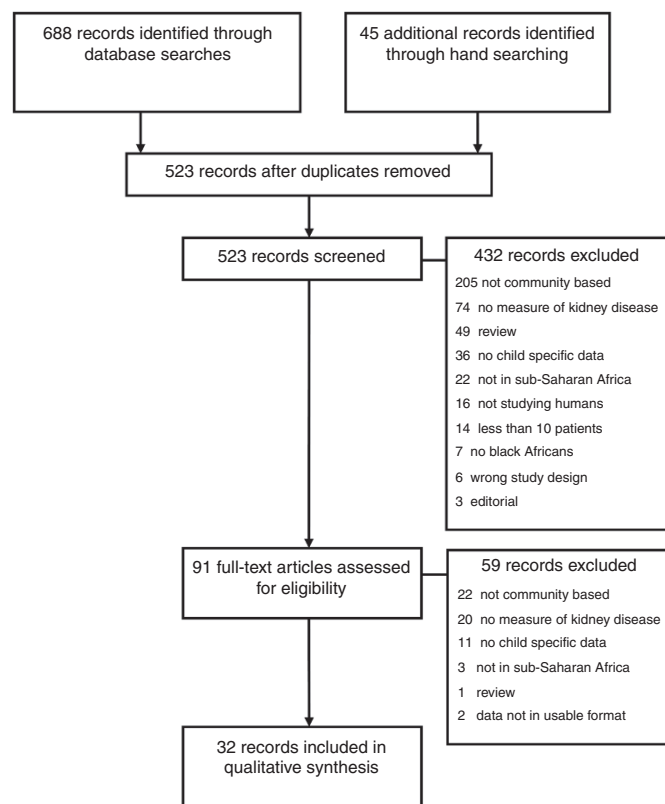 688 records identified through
database searches
45 additional records identified
through hand searching
523 records after duplicates removed
523 records screened
432 records excluded
205 not community based
74 no measure of kidney disease
49 review
36 no child specific data
22 not in sub-Saharan Africa
16 not studying humans
14 less than 10 patients
7 no black Africans
6 wrong study design
3 editorial
91 full-text articles assessed
for eligibility
59 records excluded
22 not community based
20 no measure of kidney disease
11 no child specific data
3 not in sub-Saharan Africa
1 review
2 data not in usable format
32 records included in
qualitative synthesis